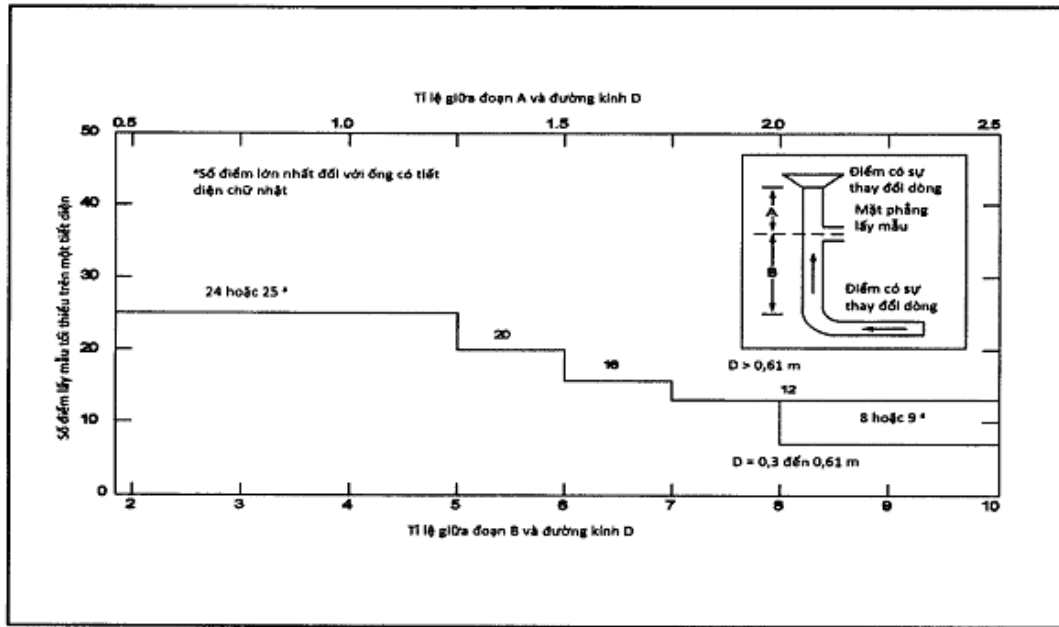 Tỉ lệ giữa đoạn A và đường kính D
0.5 1.0 1.5 2.0 2.5
50
40
30
20
10
0
Số điểm lấy mẫu tối thiểu trên một tiết diện
*Số điểm lớn nhất đối với ống có tiết
diện chữ nhật
24 hoặc 25 a
20
16
12
8 hoặc 9 a
D > 0,61 m
D = 0,3 đến 0,61 m
A
B
Điểm có sự
thay đổi dòng
Mặt phẳng
lấy mẫu
Điểm có sự
thay đổi dòng
2 3 4 5 6 7 8 9 10
Tỉ lệ giữa đoạn B và đường kính D